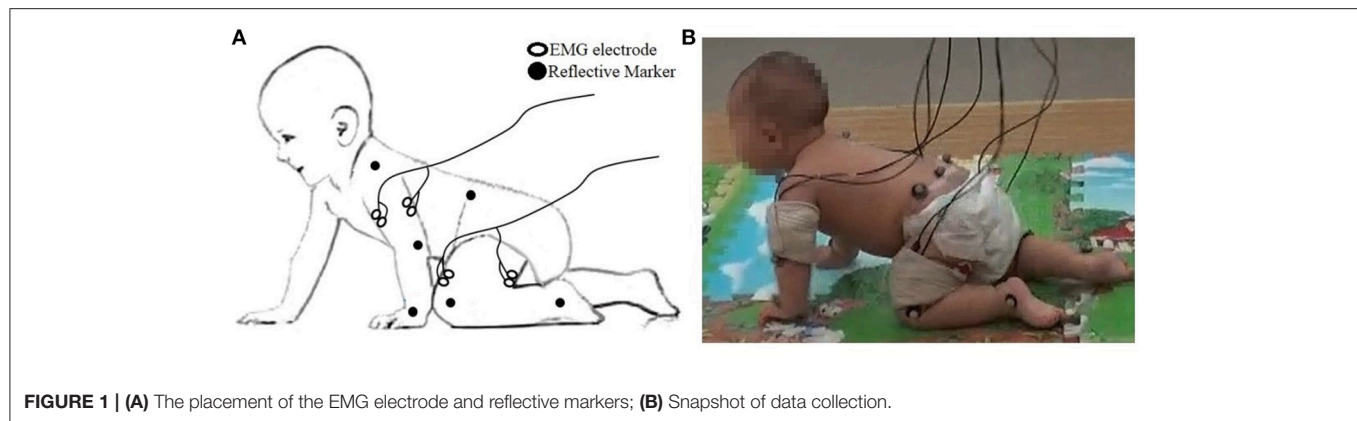 A
EMG electrode
Reflective Marker
B
FIGURE 1 | (A) The placement of the EMG electrode and reflective markers; (B) Snapshot of data collection.